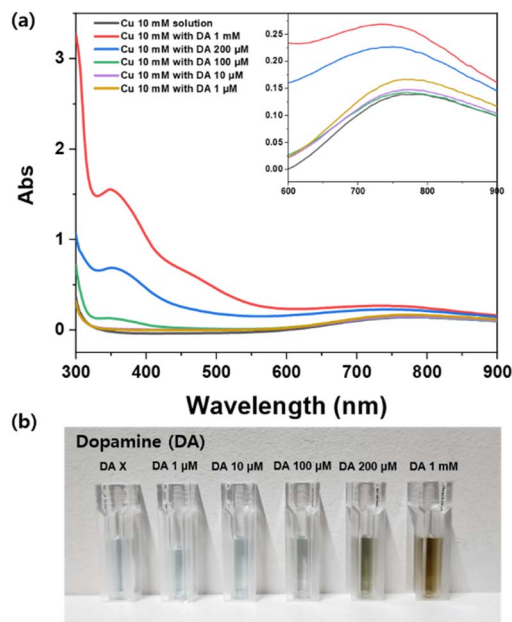 (a)
Cu 10 mM solution
Cu 10 mM with DA 1 mM
Cu 10 mM with DA 200 µM
Cu 10 mM with DA 100 µM
Cu 10 mM with DA 10 µM
Cu 10 mM with DA 1 µM
0.25
0.20
0.15
0.10
0.05
0.00
600
700
800
900
3
2
1
0
Abs
300
400
500
600
700
800
900
Wavelength (nm)
(b)
Dopamine (DA)
DA X
DA 1 µM
DA 10 µM
DA 100 µM
DA 200 µM
DA 1 mM